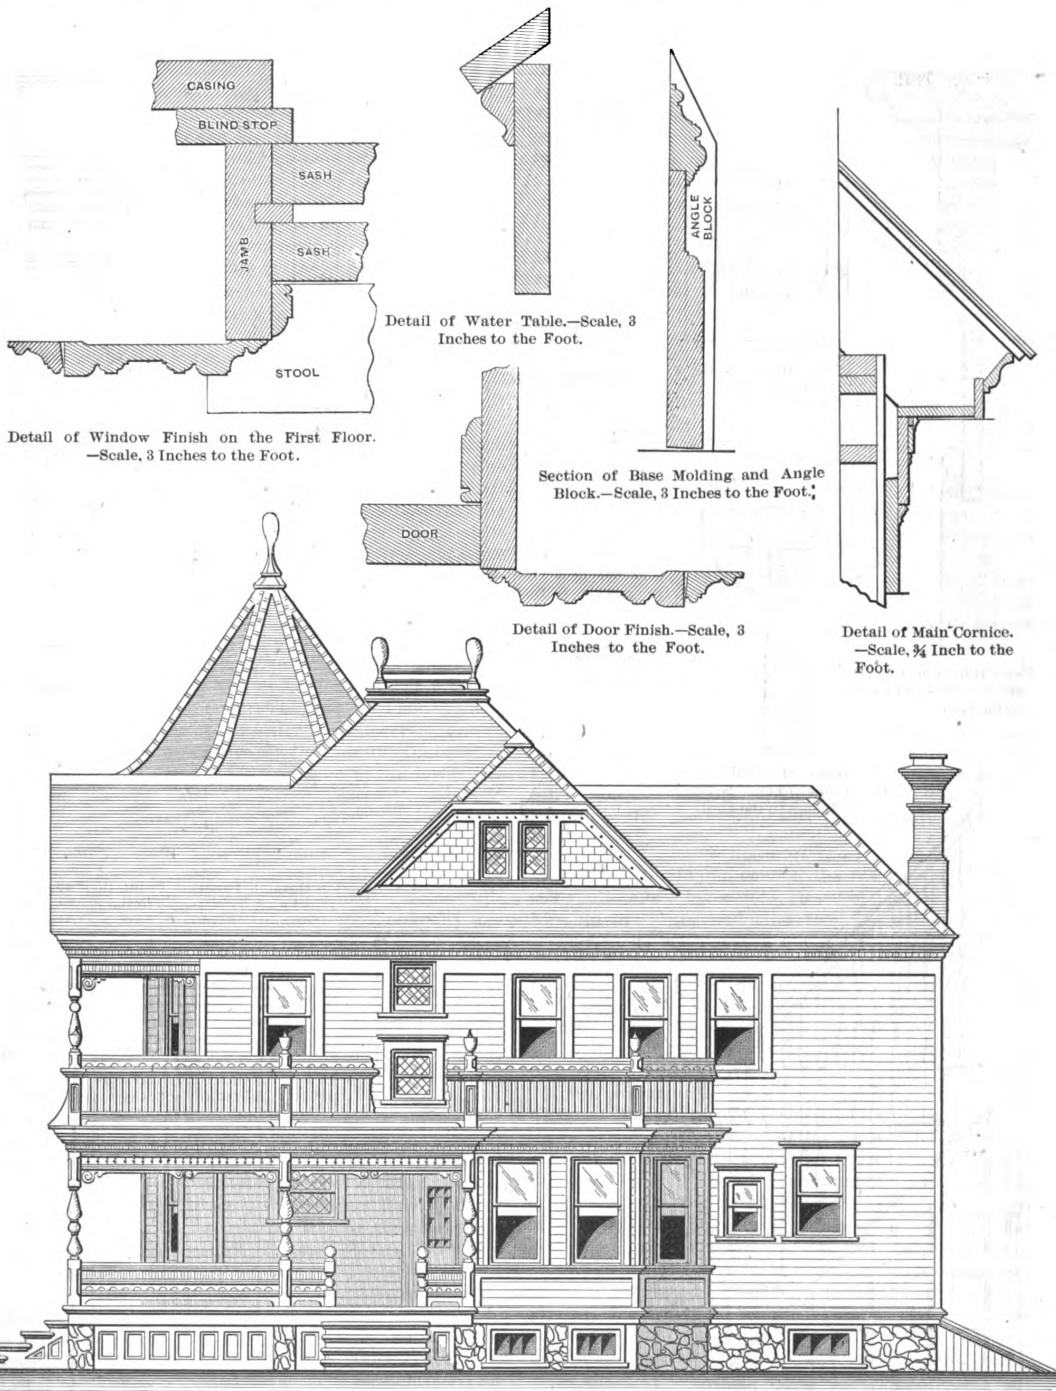 CASING
BLIND STOP
SASH
JAMB
SASH
STOOL
Detail of Window Finish on the First Floor.
—Scale, 3 Inches to the Foot.
Detail of Water Table.—Scale, 3
Inches to the Foot.
ANGLE
BLOCK
Section of Base Molding and Angle
Block.—Scale, 3 Inches to the Foot.
DOOR
Detail of Door Finish.—Scale, 3
Inches to the Foot.
Detail of Main Cornice.
—Scale, ¾ Inch to the
Foot.